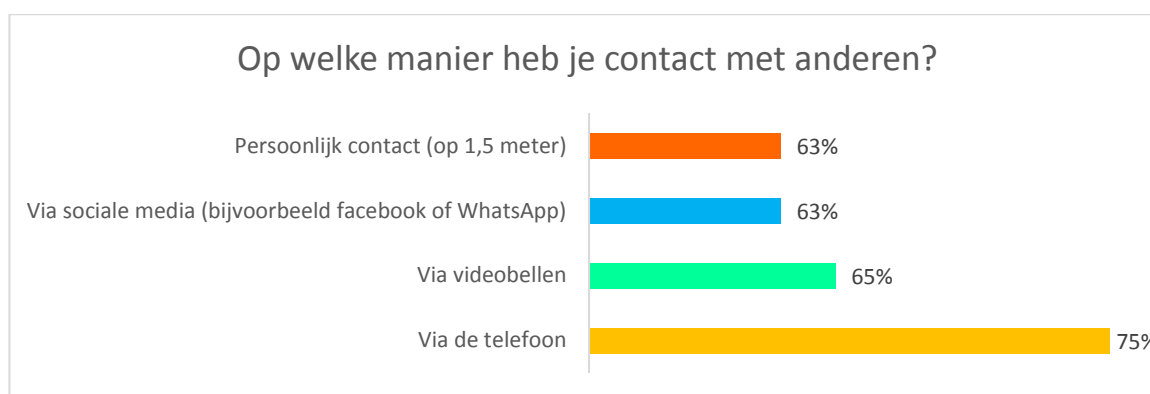 Op welke manier heb je contact met anderen?
Persoonlijk contact (op 1,5 meter) 63%
Via sociale media (bijvoorbeeld facebook of WhatsApp) 63%
Via videobellen 65%
Via de telefoon 75%